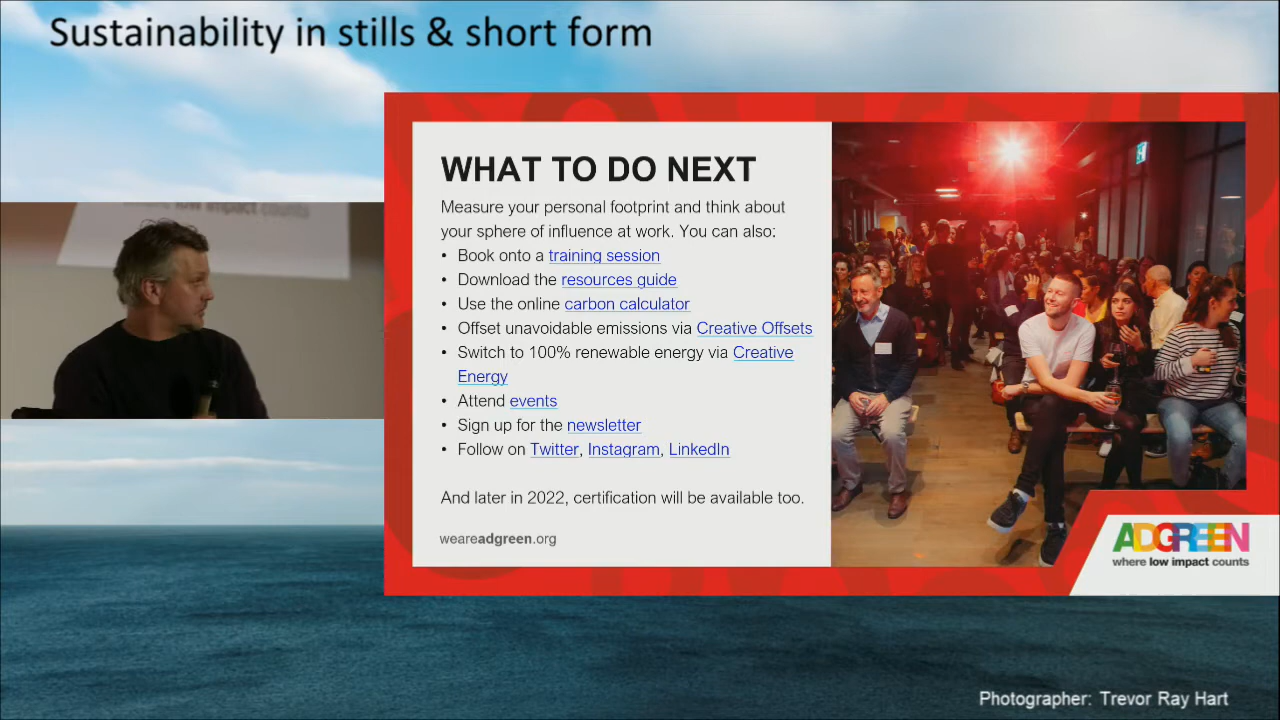 Sustainability in stills & short form
low impact counts
WHAT TO DO NEXT
Measure your personal footprint and think about
your sphere of influence at work. You can also:
• Book onto a training session
• Download the resources guide
• Use the online carbon calculator
• Offset unavoidable emissions via Creative Offsets
• Switch to 100% renewable energy via Creative
Energy
• Attend events
• Sign up for the newsletter
• Follow on Twitter, Instagram, LinkedIn
And later in 2022, certification will be available too.
weareadgreen.org
ADGREEN
where low impact counts
Photographer: Trevor Ray Hart